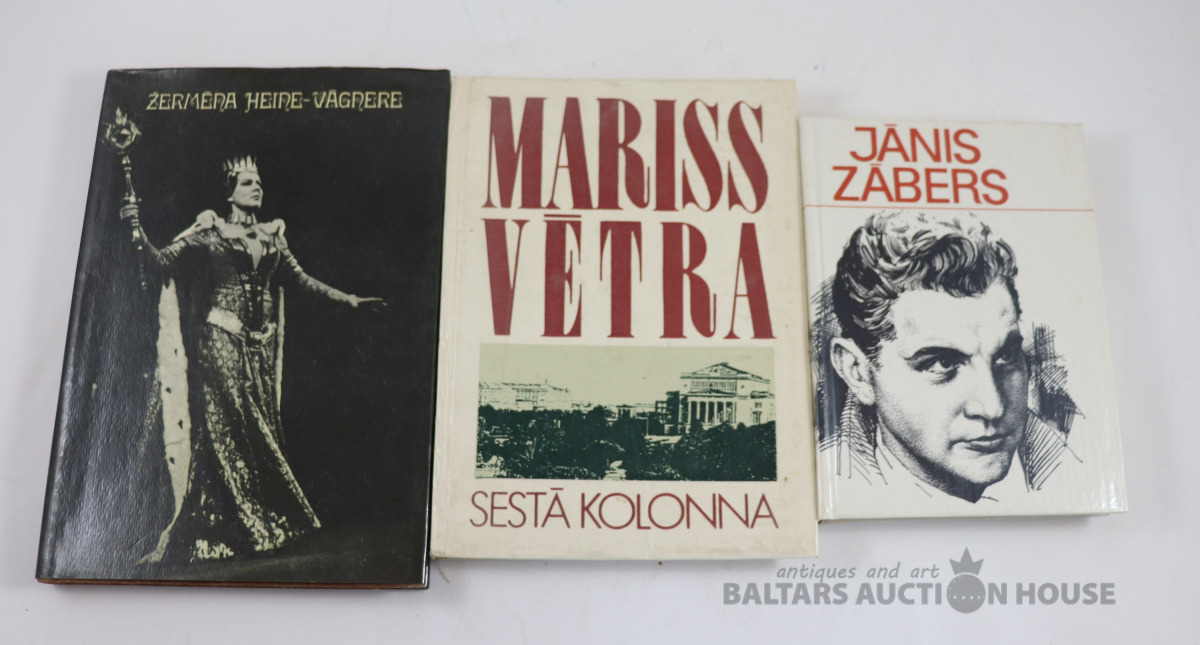 ŽERMĒNA HEINE-VĀGNERE
MARISS
VĒTRA
SESTĀ KOLONNA
JĀNIS
ZĀBERS
antiques and art
BALTARS AUCTION HOUSE